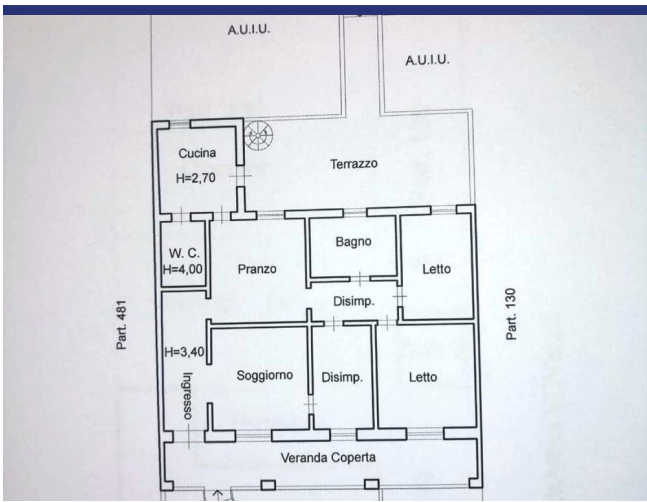 A.U.I.U.
A.U.I.U.
Cucina
H=2,70
Terrazzo
W. C.
H=4,00
Pranzo
Bagno
Letto
Disimp.
Part. 481
Part. 130
H=3,40
Ingresso
Soggiorno
Disimp.
Letto
Veranda Coperta